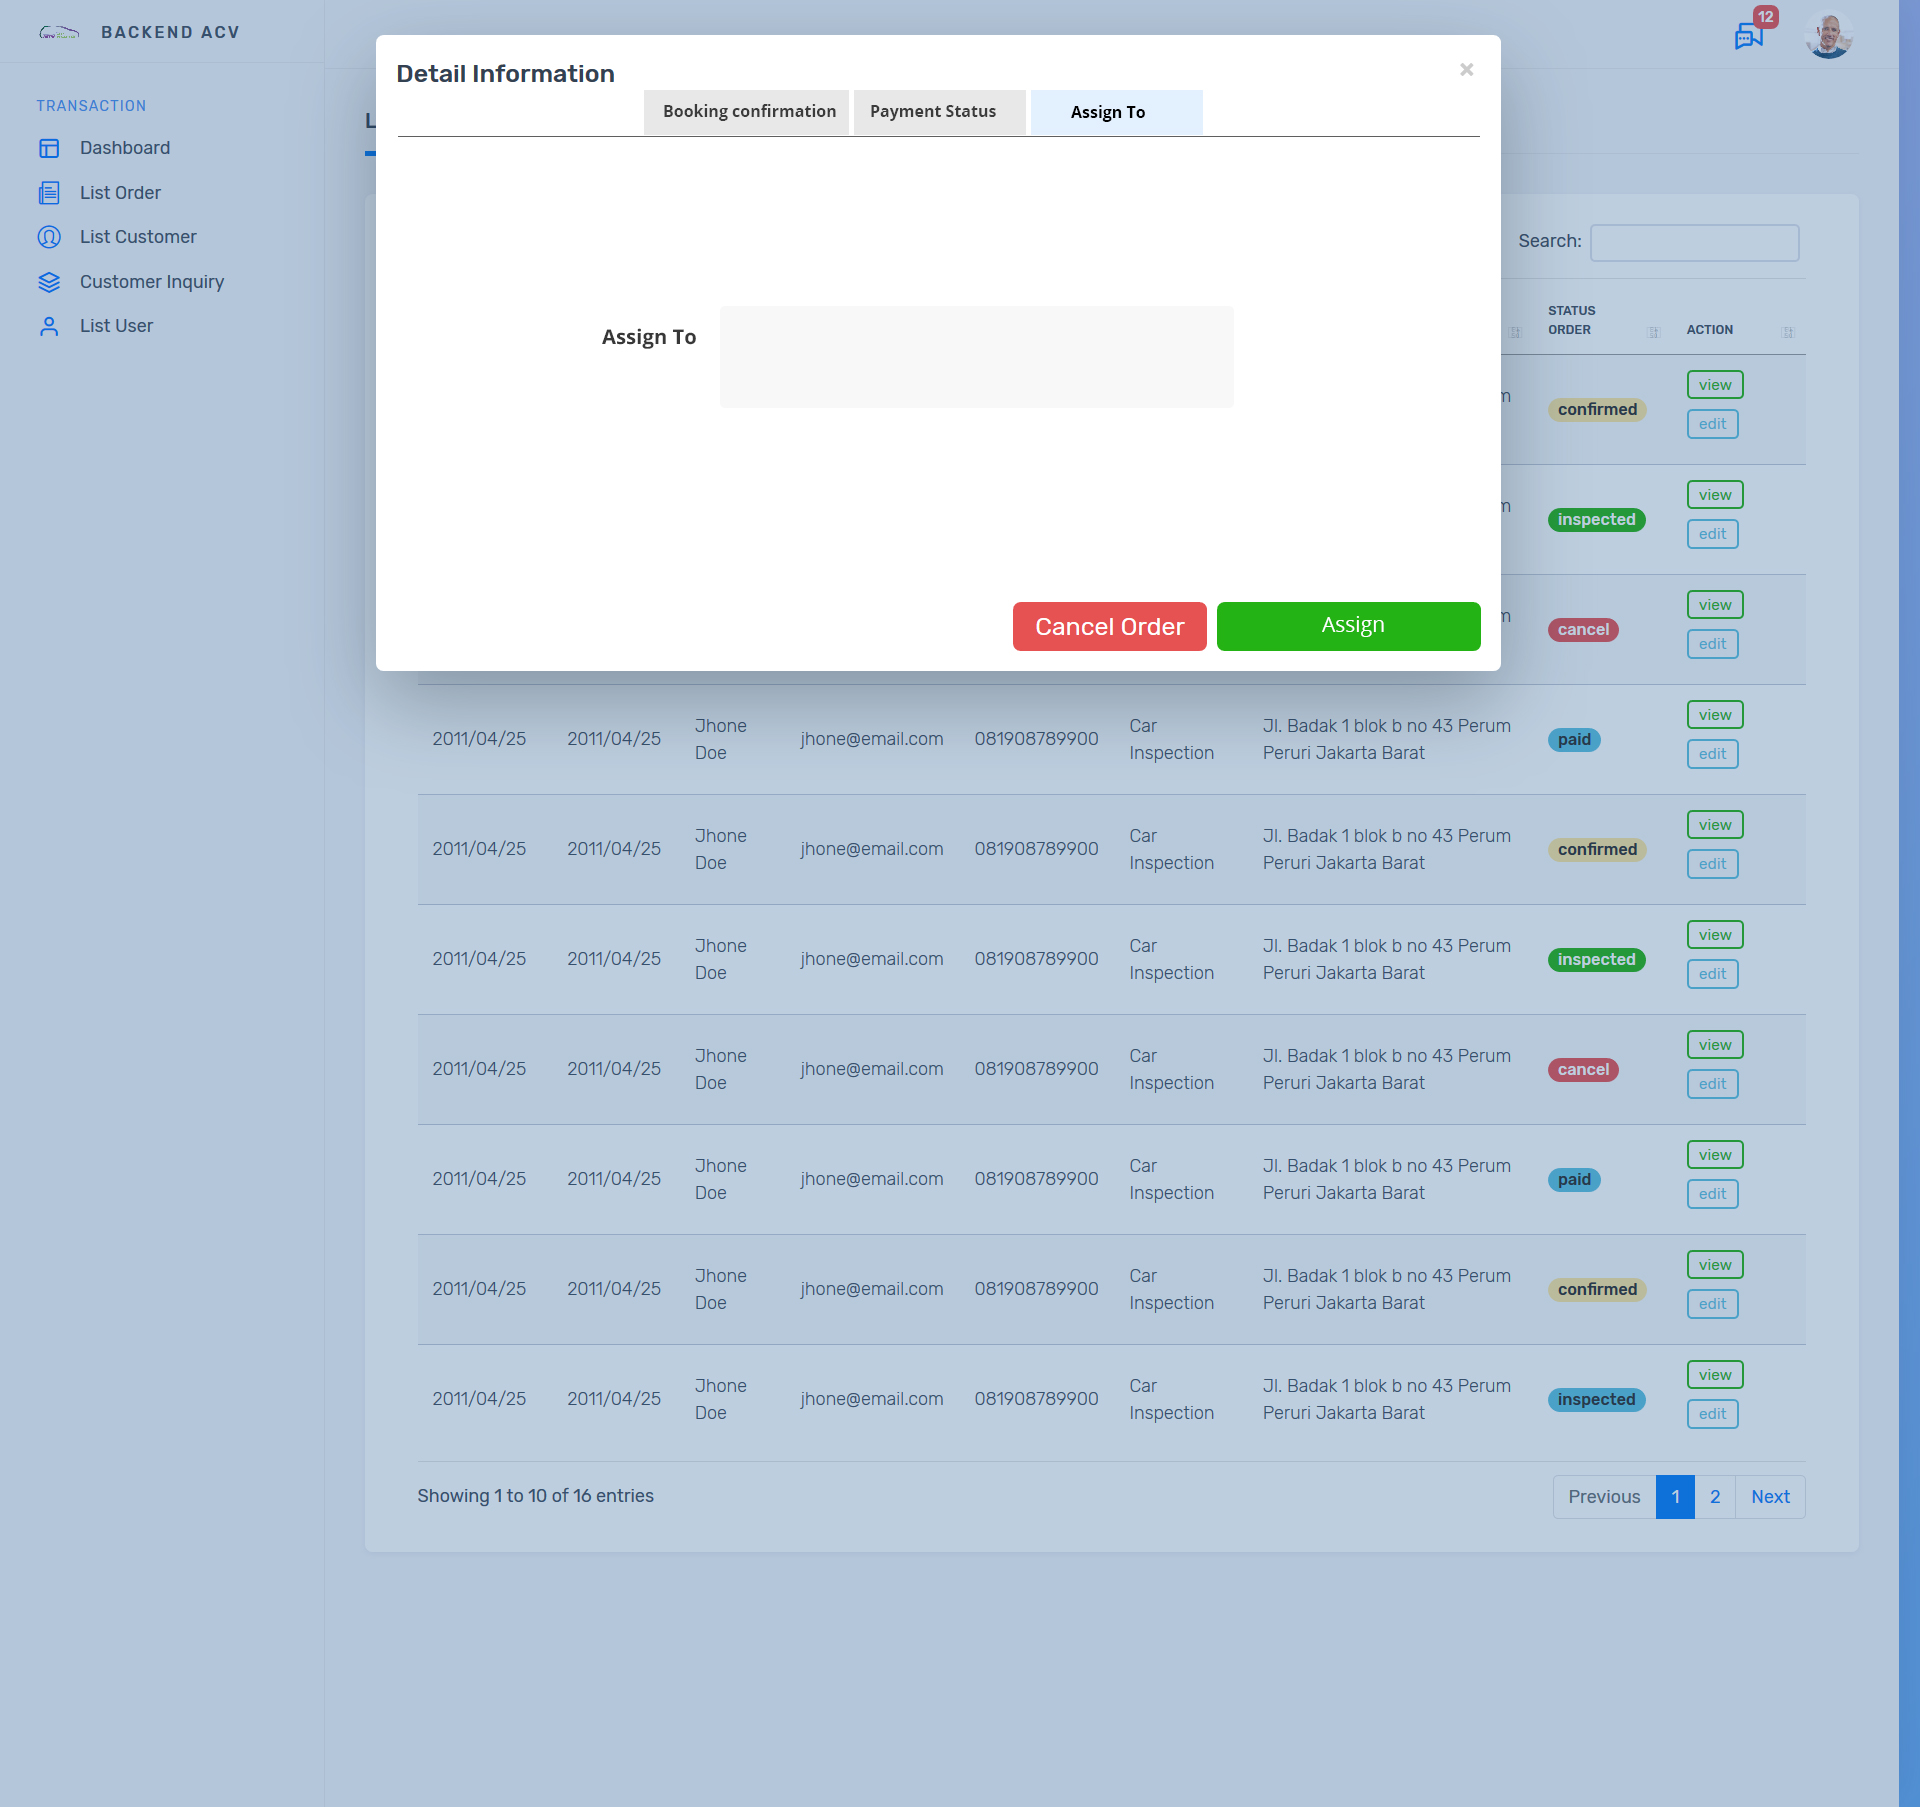 BACKEND ACV
12
TRANSACTION
Dashboard
List Order
List Customer
Customer Inquiry
List User
Detail Information
×
Booking confirmation
Payment Status
Assign To
Assign To
Cancel Order
Assign
L
Search:
STATUS
ORDER
ACTION
m
confirmed
view
edit
m
inspected
view
edit
m
cancel
view
edit
2011/04/25 2011/04/25 Jhone Doe jhone@email.com 081908789900 Car Inspection Jl. Badak 1 blok b no 43 Perum Peruri Jakarta Barat paid view edit
2011/04/25 2011/04/25 Jhone Doe jhone@email.com 081908789900 Car Inspection Jl. Badak 1 blok b no 43 Perum Peruri Jakarta Barat confirmed view edit
2011/04/25 2011/04/25 Jhone Doe jhone@email.com 081908789900 Car Inspection Jl. Badak 1 blok b no 43 Perum Peruri Jakarta Barat inspected view edit
2011/04/25 2011/04/25 Jhone Doe jhone@email.com 081908789900 Car Inspection Jl. Badak 1 blok b no 43 Perum Peruri Jakarta Barat cancel view edit
2011/04/25 2011/04/25 Jhone Doe jhone@email.com 081908789900 Car Inspection Jl. Badak 1 blok b no 43 Perum Peruri Jakarta Barat paid view edit
2011/04/25 2011/04/25 Jhone Doe jhone@email.com 081908789900 Car Inspection Jl. Badak 1 blok b no 43 Perum Peruri Jakarta Barat confirmed view edit
2011/04/25 2011/04/25 Jhone Doe jhone@email.com 081908789900 Car Inspection Jl. Badak 1 blok b no 43 Perum Peruri Jakarta Barat inspected view edit
Showing 1 to 10 of 16 entries
Previous 1 2 Next